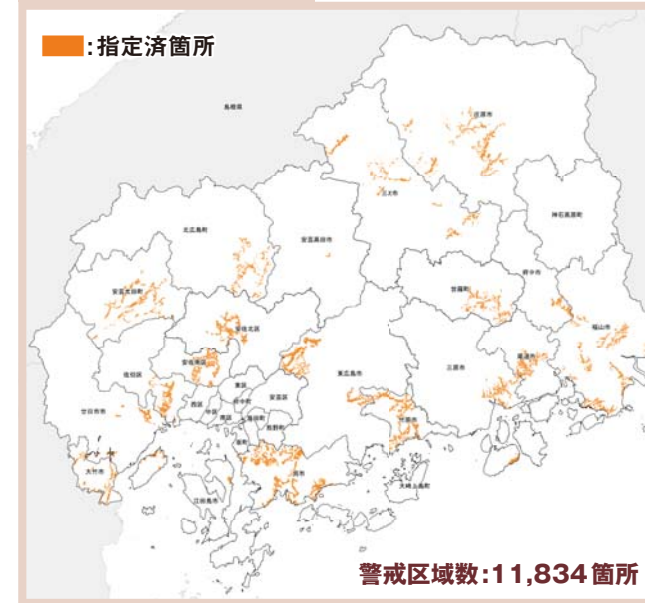 :指定済箇所
島根県
庄原市
三次市
神石高原町
北広島町
安芸高田市
府中市
世羅町
安芸太田町
福山市
安佐北区
尾道市
安佐南区
三原市
佐伯区
東広島市
東区
安芸区
府中町
西区
中区
竹原市
廿日市市
南区
海田町
熊野町
坂町
呉市
大竹市
大崎上島町
江田島市
警戒区域数:11,834箇所